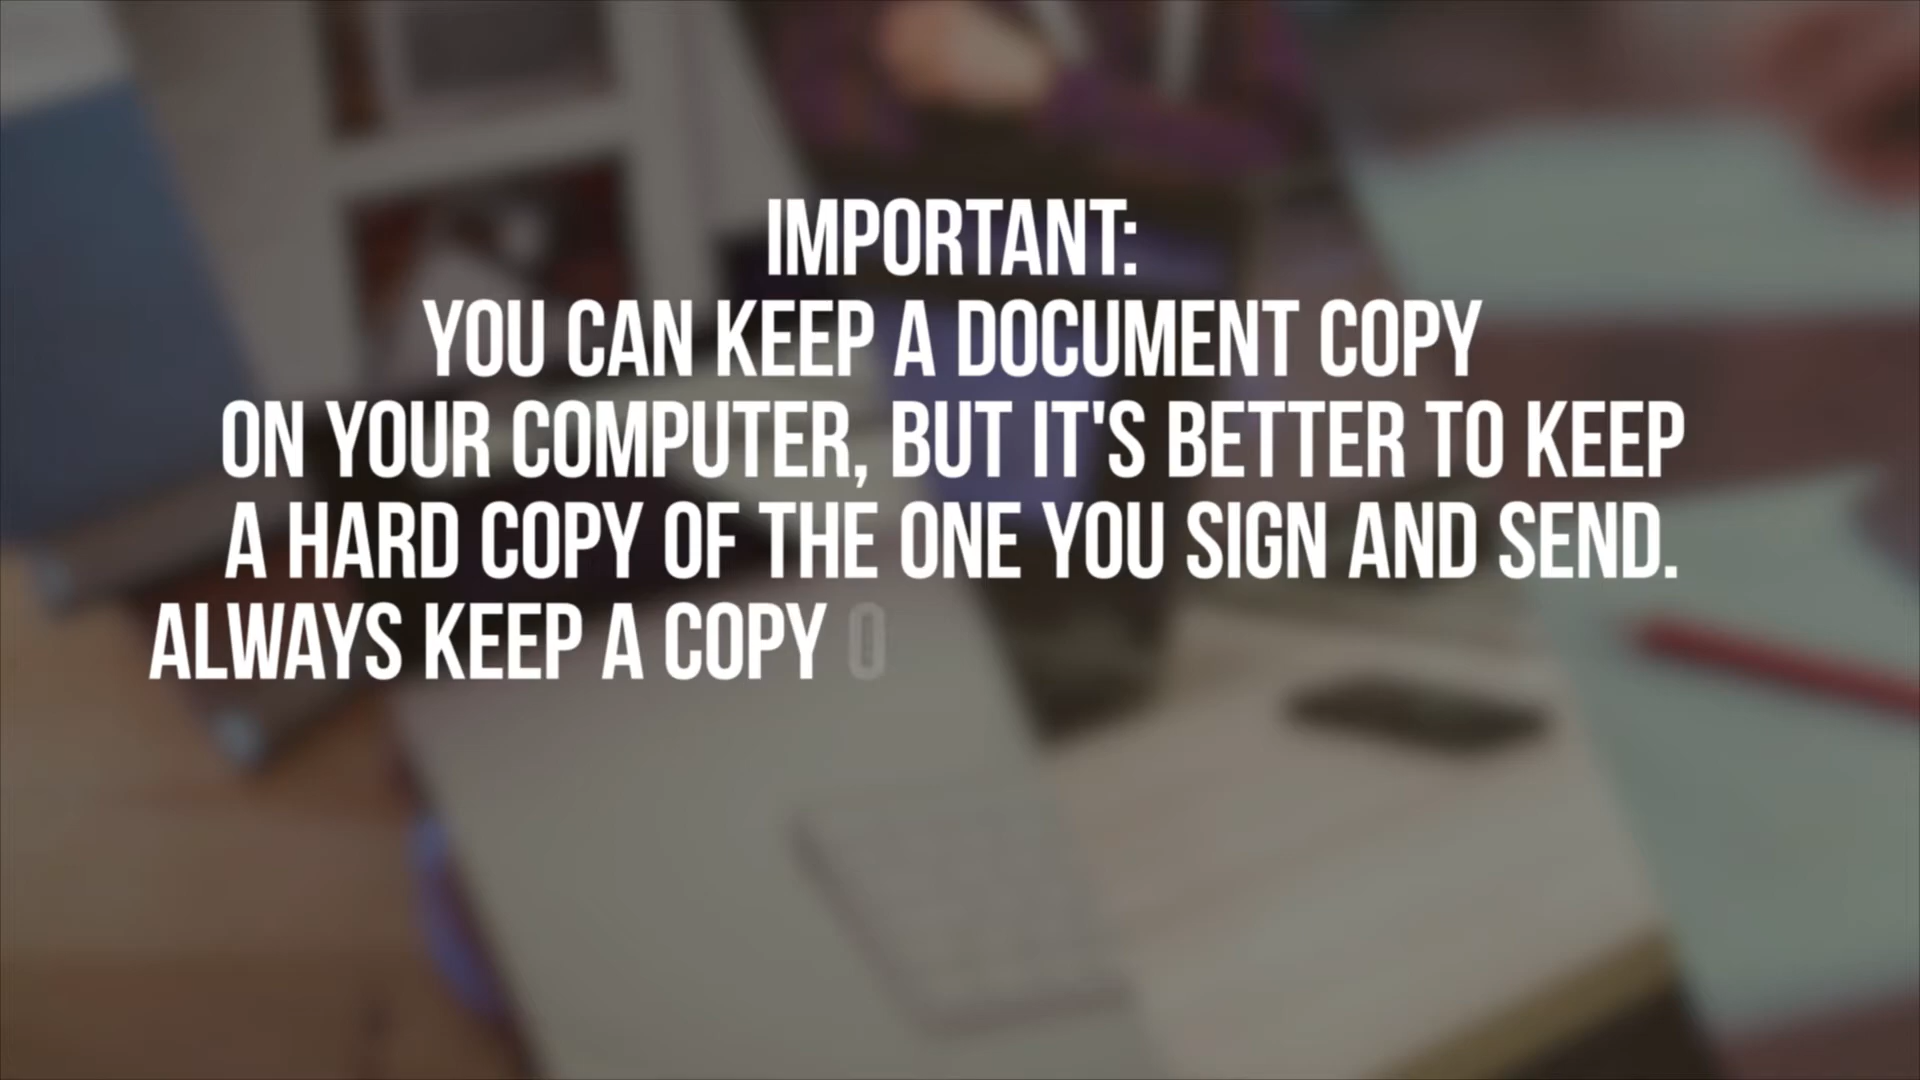 IMPORTANT:
YOU CAN KEEP A DOCUMENT COPY
ON YOUR COMPUTER, BUT IT'S BETTER TO KEEP
A HARD COPY OF THE ONE YOU SIGN AND SEND.
ALWAYS KEEP A COPY